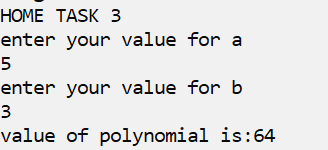 HOME TASK 3
enter your value for a
5
enter your value for b
3
value of polynomial is:64